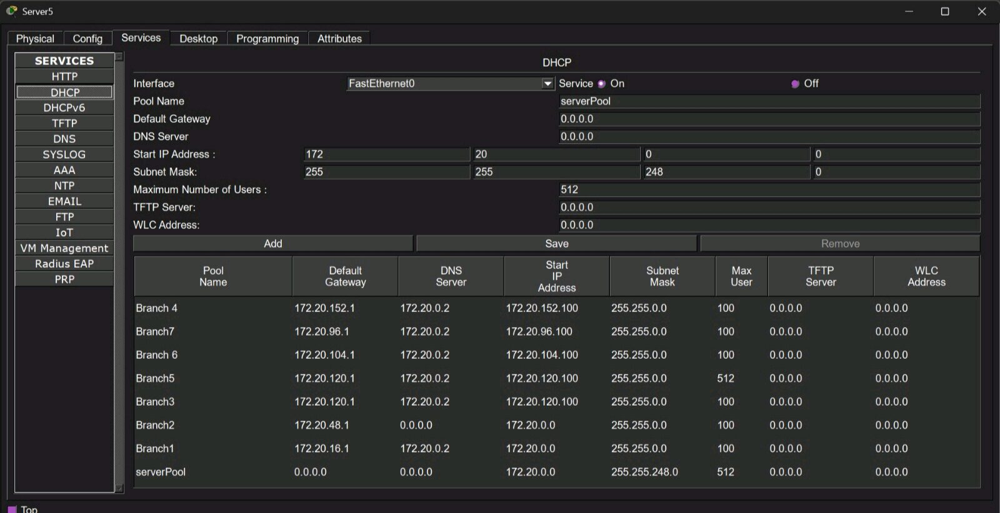 Server5
Physical Config Services Desktop Programming Attributes
SERVICES
HTTP
DHCP
DHCPv6
TFTP
DNS
SYSLOG
AAA
NTP
EMAIL
FTP
IoT
VM Management
Radius EAP
PRP
DHCP
Interface FastEthernet0 Service On Off
Pool Name serverPool
Default Gateway 0.0.0.0
DNS Server 0.0.0.0
Start IP Address : 172 20 0 0
Subnet Mask: 255 255 248 0
Maximum Number of Users : 512
TFTP Server: 0.0.0.0
WLC Address: 0.0.0.0
Add Save Remove
Pool Name Default Gateway DNS Server Start IP Address Subnet Mask Max User TFTP Server WLC Address
Branch 4 172.20.152.1 172.20.0.2 172.20.152.100 255.255.0.0 100 0.0.0.0 0.0.0.0
Branch7 172.20.96.1 172.20.0.2 172.20.96.100 255.255.0.0 100 0.0.0.0 0.0.0.0
Branch 6 172.20.104.1 172.20.0.2 172.20.104.100 255.255.0.0 100 0.0.0.0 0.0.0.0
Branch5 172.20.120.1 172.20.0.2 172.20.120.100 255.255.0.0 512 0.0.0.0 0.0.0.0
Branch3 172.20.120.1 172.20.0.2 172.20.120.100 255.255.0.0 100 0.0.0.0 0.0.0.0
Branch2 172.20.48.1 0.0.0.0 172.20.0.0 255.255.0.0 100 0.0.0.0 0.0.0.0
Branch1 172.20.16.1 172.20.0.2 172.20.0.0 255.255.0.0 100 0.0.0.0 0.0.0.0
serverPool 0.0.0.0 0.0.0.0 172.20.0.0 255.255.248.0 512 0.0.0.0 0.0.0.0
Top